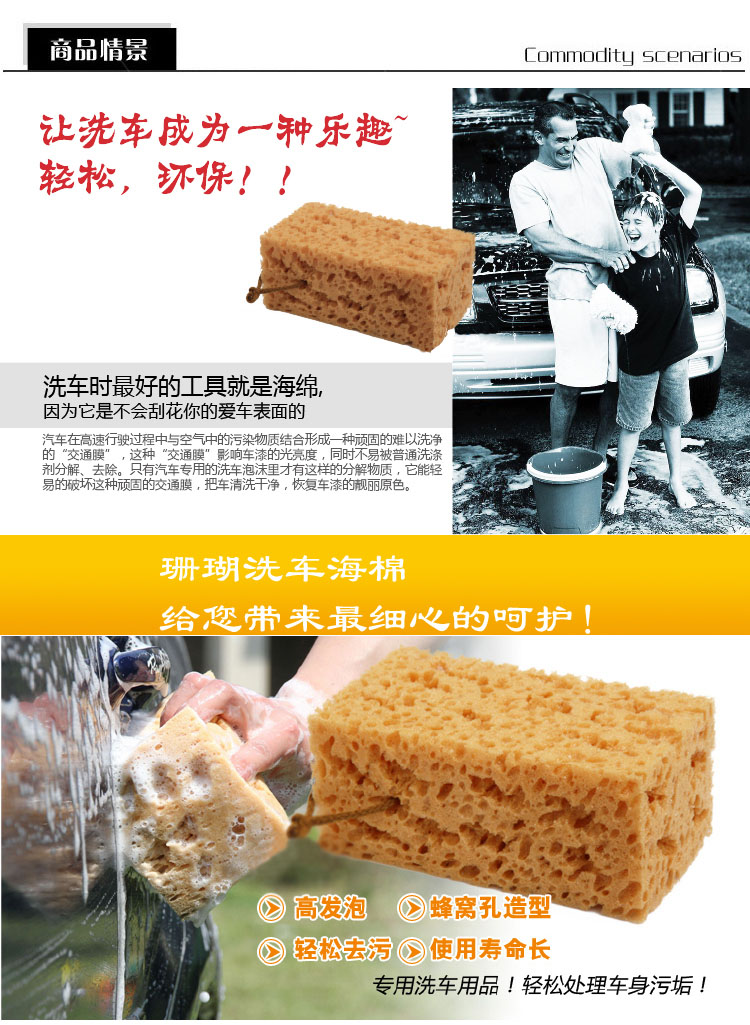 商品情景
Commodity scenarios
让洗车成为一种乐趣~
轻松，环保！！
洗车时最好的工具就是海绵,
因为它是不会刮花你的爱车表面的
汽车在高速行驶过程中与空气中的污染物质结合形成一种顽固的难以洗净
的“交通膜”，这种“交通膜”影响车漆的光亮度，同时不易被普通洗涤
剂分解、去除。只有汽车专用的洗车泡沫里才有这样的分解物质，它能轻
易的破坏这种顽固的交通膜，把车清洗干净，恢复车漆的靓丽原色。
珊瑚洗车海棉
给您带来最细心的呵护！
高发泡 蜂窝孔造型
轻松去污 使用寿命长
专用洗车用品！轻松处理车身污垢！